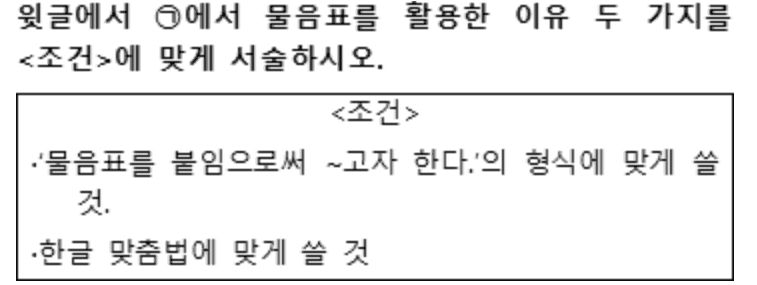 윗글에서 ㉠에서 물음표를 활용한 이유 두 가지를
<조건>에 맞게 서술하시오.
<조건>
·‘물음표를 붙임으로써 ~고자 한다.’의 형식에 맞게 쓸
것.
·한글 맞춤법에 맞게 쓸 것